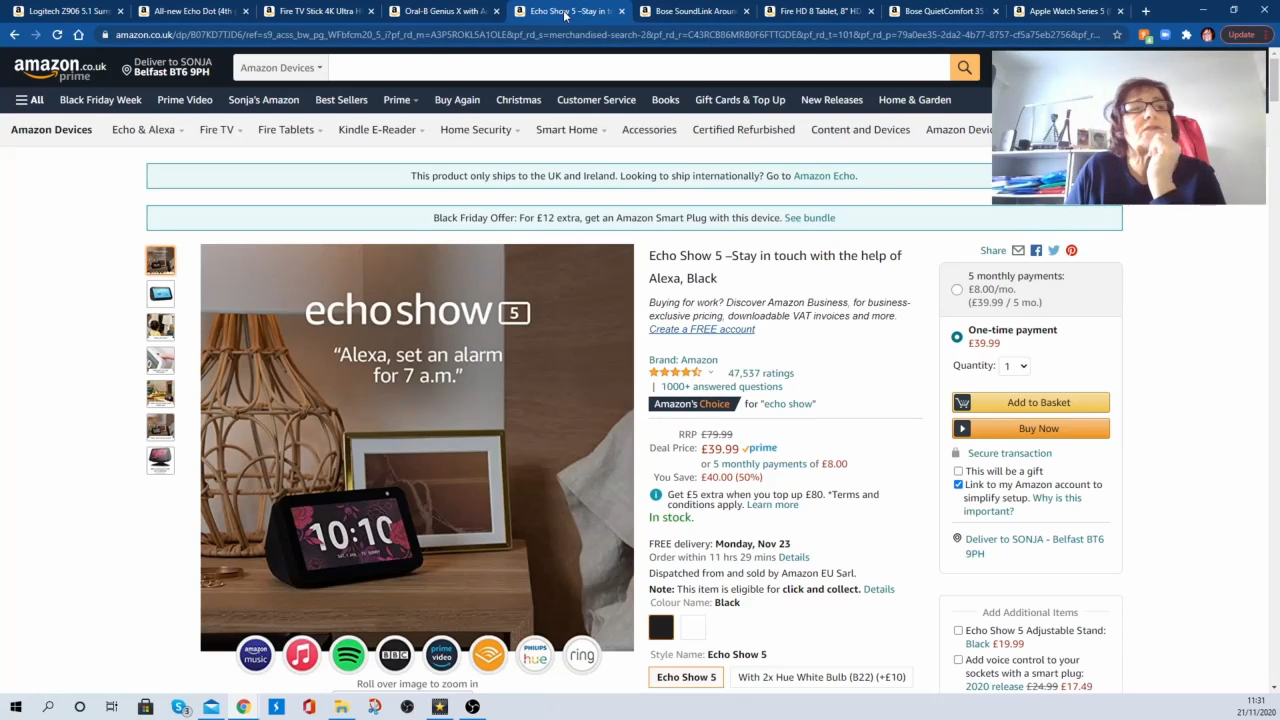 Logitech Z906 5.1 Surr
All-new Echo Dot (4th
Fire TV Stick 4K Ultra H
Oral-B Genius X with A
Echo Show 5 –Stay in t
Bose SoundLink Aroun
Fire HD 8 Tablet, 8" HD
Bose QuietComfort 35
Apple Watch Series 5 (
amazon.co.uk/dp/B07KD7TJD6/ref=s9_acss_bw_pg_WFbfcom20_5_i?pf_rd_m=A3P5ROKL5A1OLE&pf_rd_s=merchandised-search-2&pf_rd_r=C43RCB86MRB0F6FTTGDE&pf_rd_t=101&pf_rd_p=79a0ee35-2da2-4b77-8757-cf5a75eb2756&p...
Update
amazon.co.uk
prime
Deliver to SONJA
Belfast BT6 9PH
Amazon Devices
All
Black Friday Week
Prime Video
Sonja's Amazon
Best Sellers
Prime
Buy Again
Christmas
Customer Service
Books
Gift Cards & Top Up
New Releases
Home & Garden
Amazon Devices
Echo & Alexa
Fire TV
Fire Tablets
Kindle E-Reader
Home Security
Smart Home
Accessories
Certified Refurbished
Content and Devices
Amazon Devi
This product only ships to the UK and Ireland. Looking to ship internationally? Go to Amazon Echo.
Black Friday Offer: For £12 extra, get an Amazon Smart Plug with this device. See bundle
echo show 5
"Alexa, set an alarm
for 7 a.m."
10:10
amazon music
BBC
prime video
PHILIPS hue
ring
Roll over image to zoom in
Echo Show 5 –Stay in touch with the help of
Alexa, Black
Buying for work? Discover Amazon Business, for business-
exclusive pricing, downloadable VAT invoices and more.
Create a FREE account
Brand: Amazon
47,537 ratings
| 1000+ answered questions
Amazon's Choice for "echo show"
RRP £79.99
Deal Price: £39.99 prime
or 5 monthly payments of £8.00
You Save: £40.00 (50%)
Get £5 extra when you top up £80. *Terms and
conditions apply. Learn more
In stock.
FREE delivery: Monday, Nov 23
Order within 11 hrs 29 mins Details
Dispatched from and sold by Amazon EU Sarl.
Note: This item is eligible for click and collect. Details
Colour Name: Black
Style Name: Echo Show 5
Echo Show 5
With 2x Hue White Bulb (B22) (+£10)
Share
5 monthly payments:
£8.00/mo.
(£39.99 / 5 mo.)
One-time payment
£39.99
Quantity: 1
Add to Basket
Buy Now
Secure transaction
This will be a gift
Link to my Amazon account to
simplify setup. Why is this
important?
Deliver to SONJA - Belfast BT6
9PH
Add Additional Items
Echo Show 5 Adjustable Stand:
Black £19.99
Add voice control to your
sockets with a smart plug:
2020 release £24.99 £17.49
11:31
21/11/2020